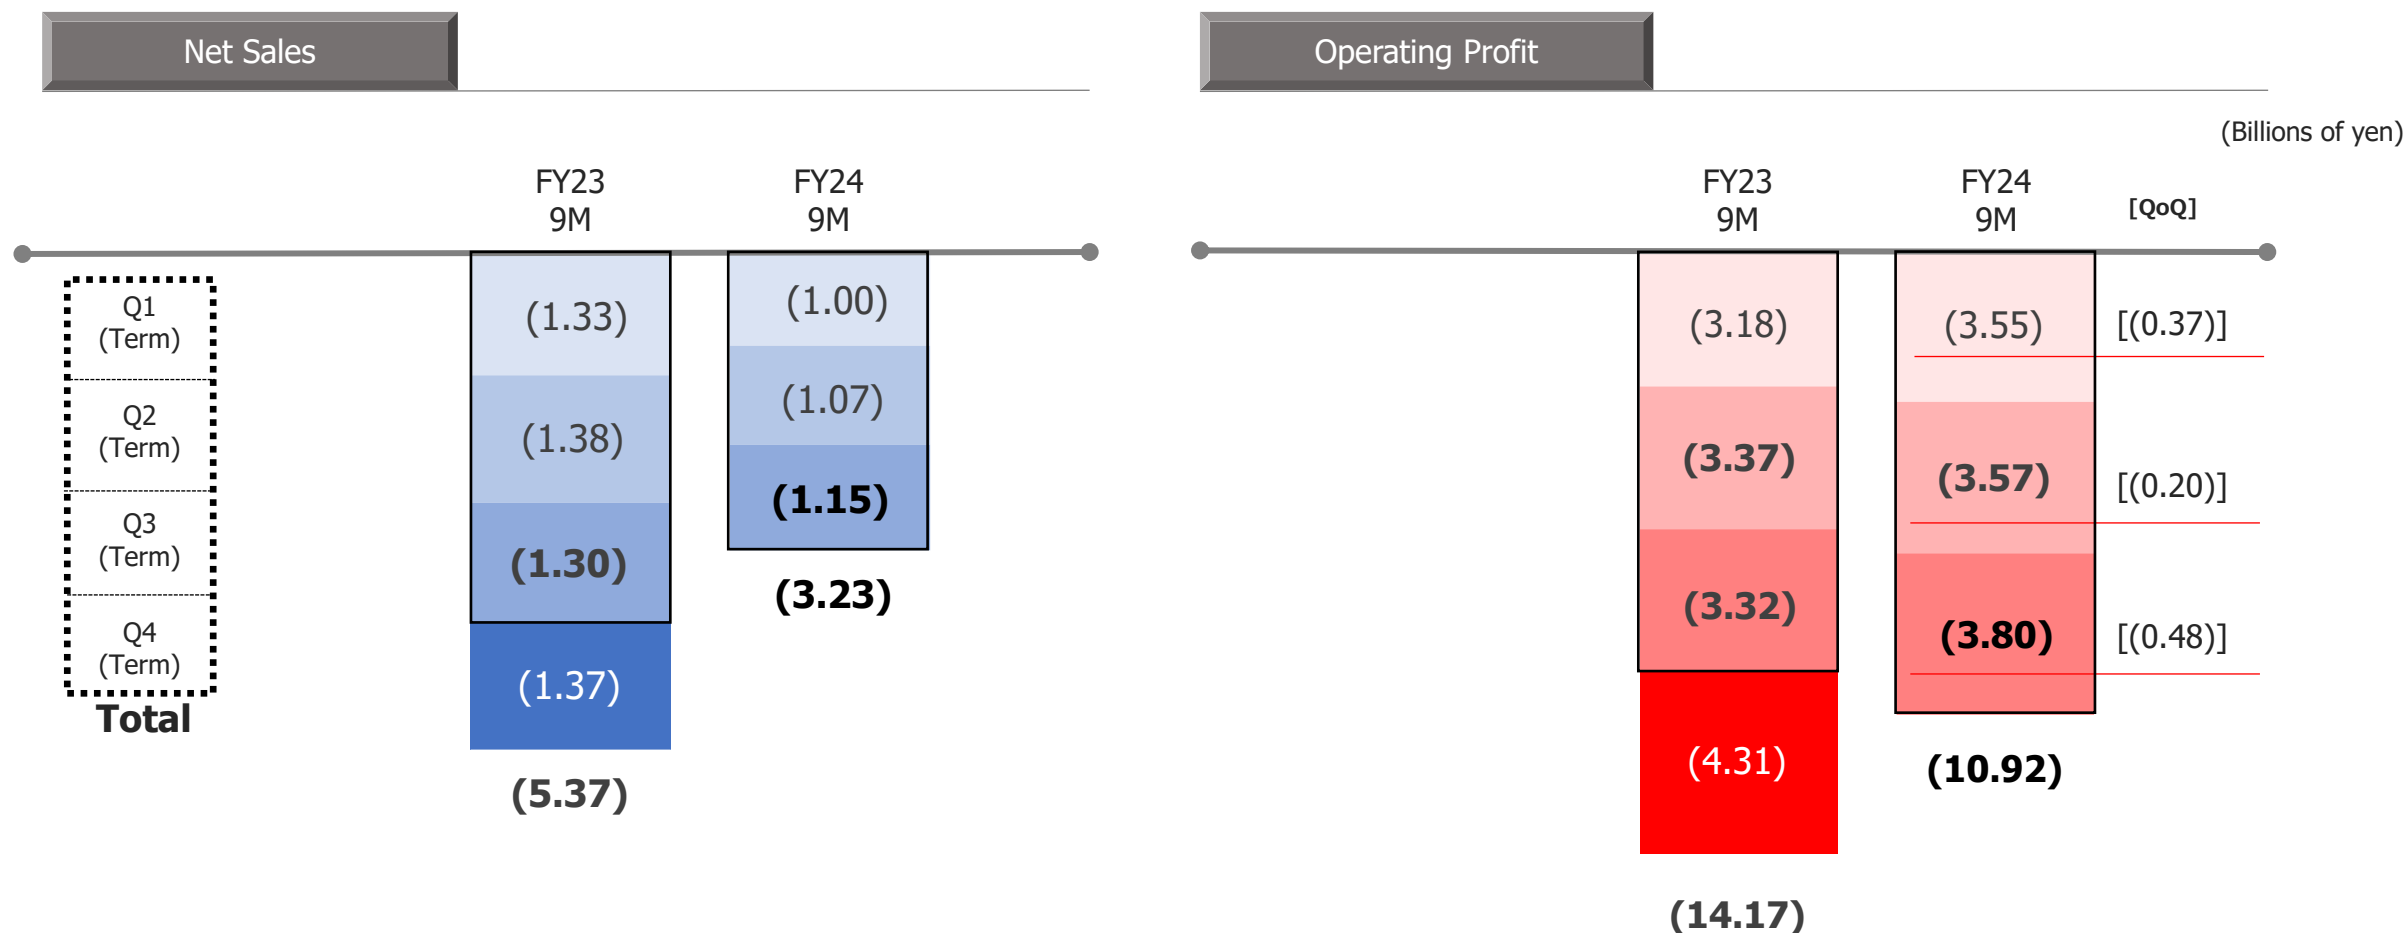 Net Sales
Operating Profit
(Billions of yen)
FY23
9M
FY24
9M
FY23
9M
FY24
9M
[QoQ]
Q1
(Term)
Q2
(Term)
Q3
(Term)
Q4
(Term)
Total
(1.33)
(1.38)
(1.30)
(1.37)
(5.37)
(1.00)
(1.07)
(1.15)
(3.23)
(3.18)
(3.37)
(3.32)
(4.31)
(14.17)
(3.55)
(3.57)
(3.80)
(10.92)
[(0.37)]
[(0.20)]
[(0.48)]